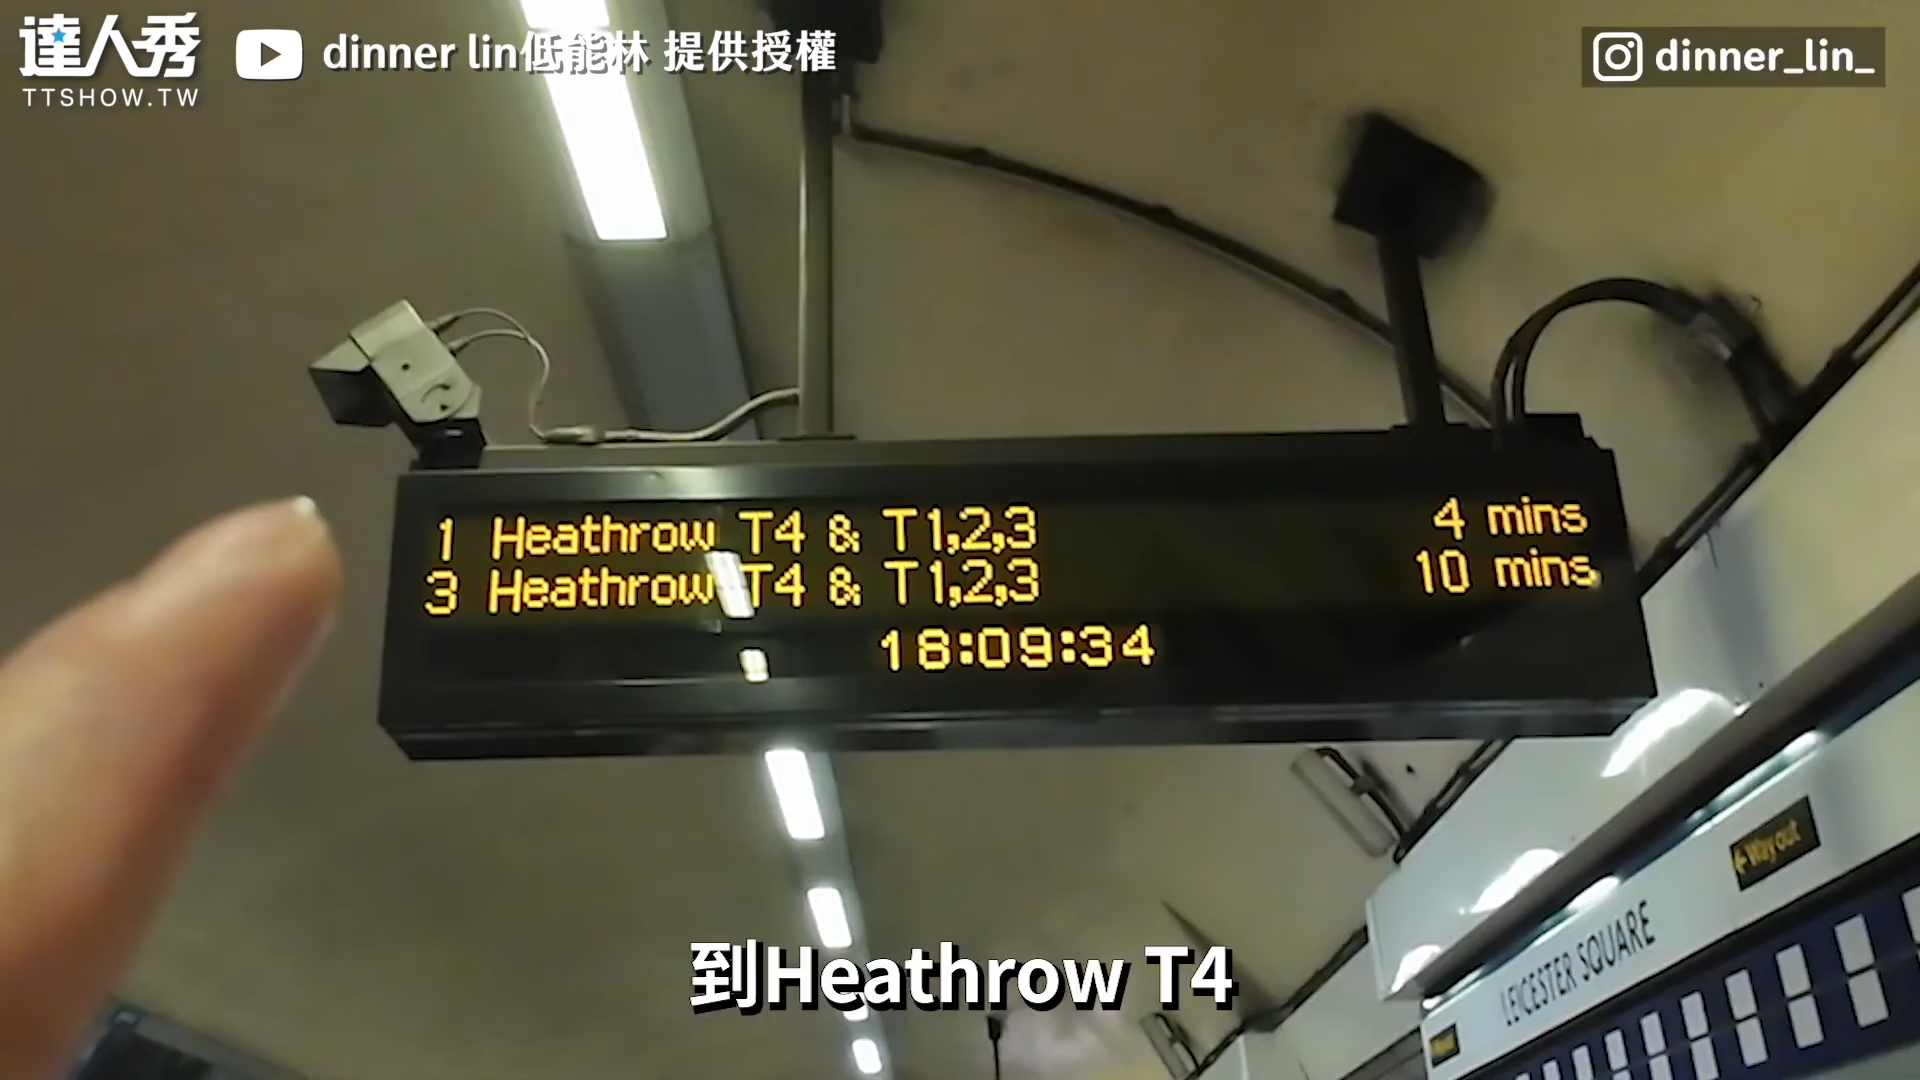 達人秀
TTSHOW.TW
dinner lin低能林 提供授權
dinner_lin_
1 Heathrow T4 & T1,2,3 4 mins
3 Heathrow T4 & T1,2,3 10 mins
18:09:34
←Way out
LEICESTER SQUARE
到Heathrow T4